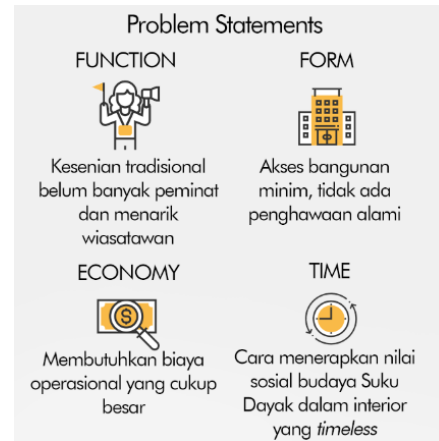 Problem Statements
FUNCTION
Kesenian tradisional
belum banyak peminat
dan menarik
wiasatawan
FORM
Akses bangunan
minim, tidak ada
penghawaan alami
ECONOMY
$
Membutuhkan biaya
operasional yang cukup
besar
TIME
Cara menerapkan nilai
sosial budaya Suku
Dayak dalam interior
yang timeless